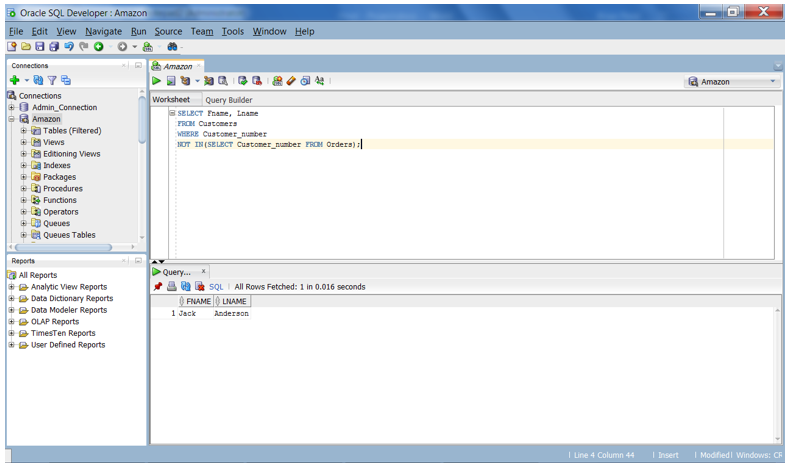 Oracle SQL Developer : Amazon
File Edit View Navigate Run Source Team Tools Window Help
Connections
Amazon
Connections
Admin_Connection
Amazon
Tables (Filtered)
Views
Editioning Views
Indexes
Packages
Procedures
Functions
Operators
Queues
Queues Tables
Reports
All Reports
Analytic View Reports
Data Dictionary Reports
Data Modeler Reports
OLAP Reports
TimesTen Reports
User Defined Reports
Amazon
Worksheet Query Builder
SELECT Fname, Lname
FROM Customers
WHERE Customer_number
NOT IN(SELECT Customer_number FROM Orders);
Query... x
SQL | All Rows Fetched: 1 in 0.016 seconds
FNAME LNAME
1 Jack Anderson
Line 4 Column 44 | Insert | Modified | Windows: CR